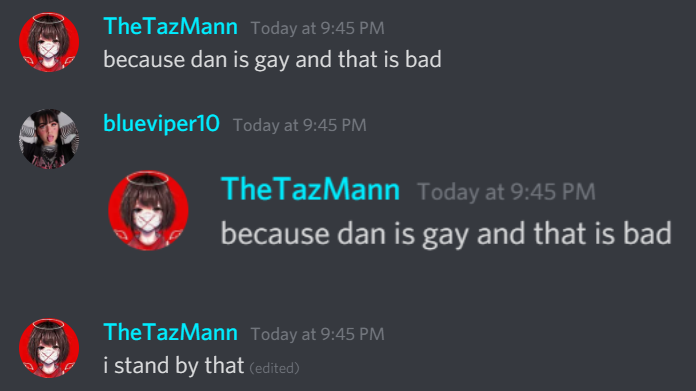 TheTazMann Today at 9:45 PM
because dan is gay and that is bad
blueviper10 Today at 9:45 PM
TheTazMann Today at 9:45 PM
because dan is gay and that is bad
TheTazMann Today at 9:45 PM
i stand by that (edited)